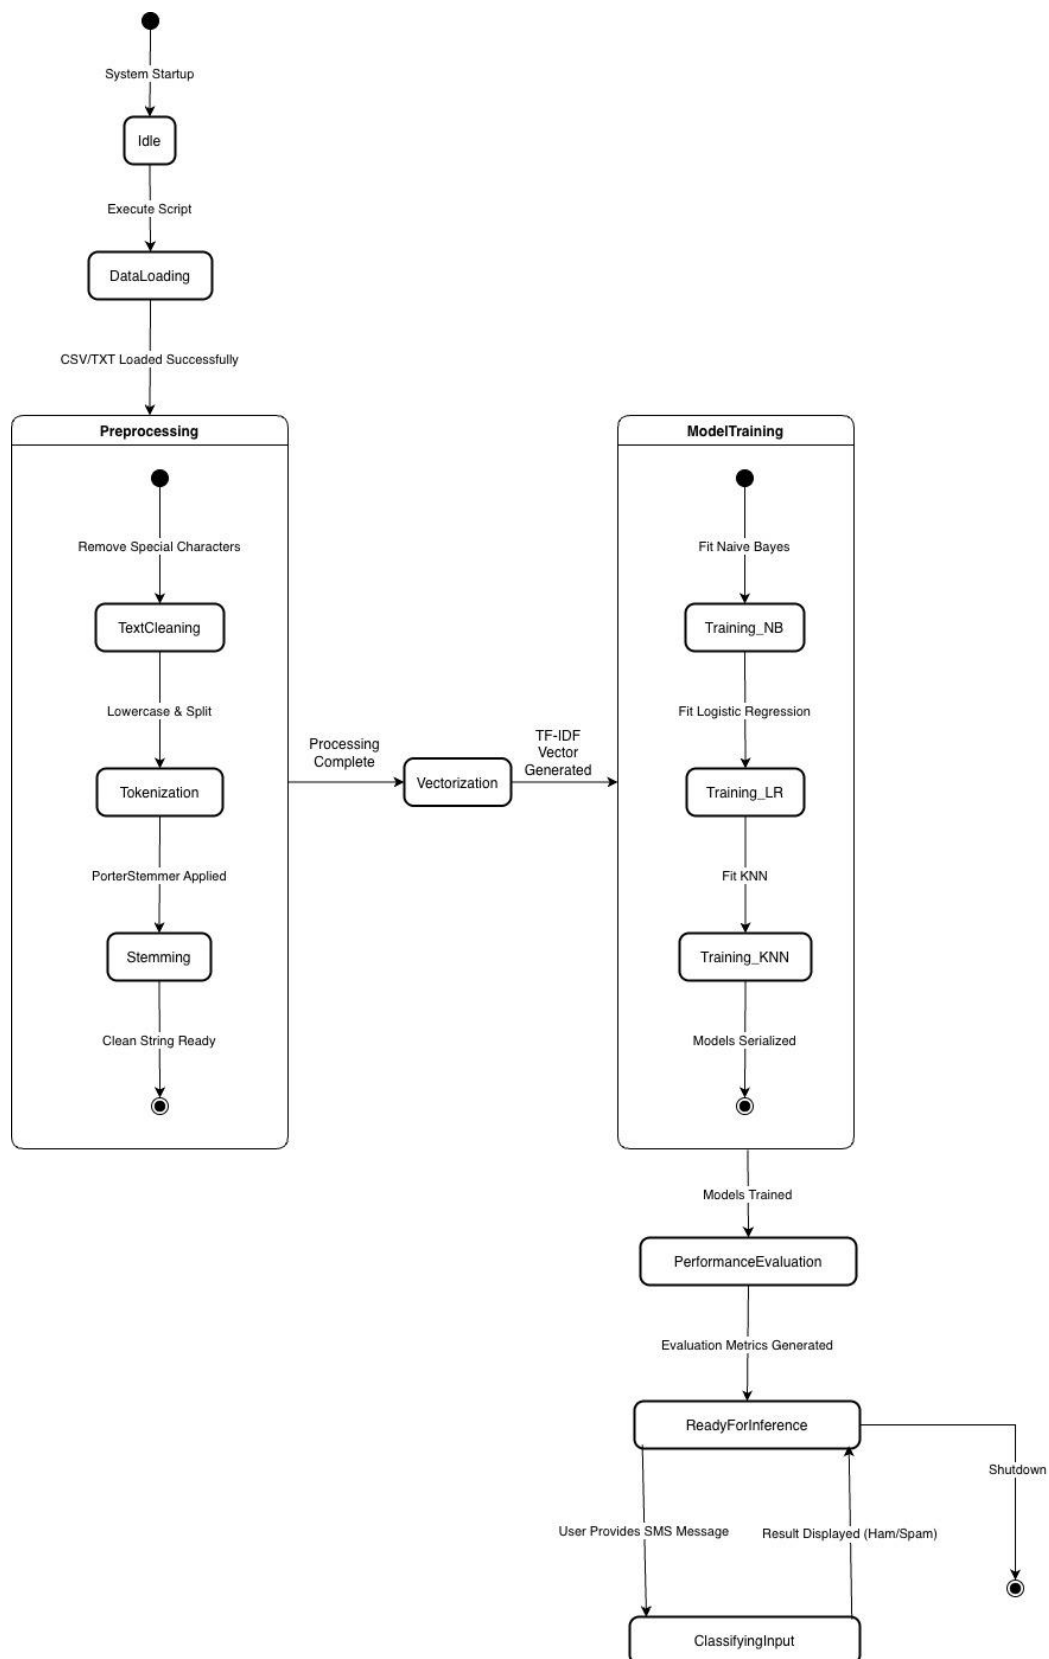 System Startup
Idle
Execute Script
DataLoading
CSV/TXT Loaded Successfully
Preprocessing
Remove Special Characters
TextCleaning
Lowercase & Split
Tokenization
PorterStemmer Applied
Stemming
Clean String Ready
Processing
Complete
Vectorization
TF-IDF
Vector
Generated
ModelTraining
Fit Naive Bayes
Training_NB
Fit Logistic Regression
Training_LR
Fit KNN
Training_KNN
Models Serialized
Models Trained
PerformanceEvaluation
Evaluation Metrics Generated
ReadyForInference
Shutdown
User Provides SMS Message
Result Displayed (Ham/Spam)
ClassifyingInput